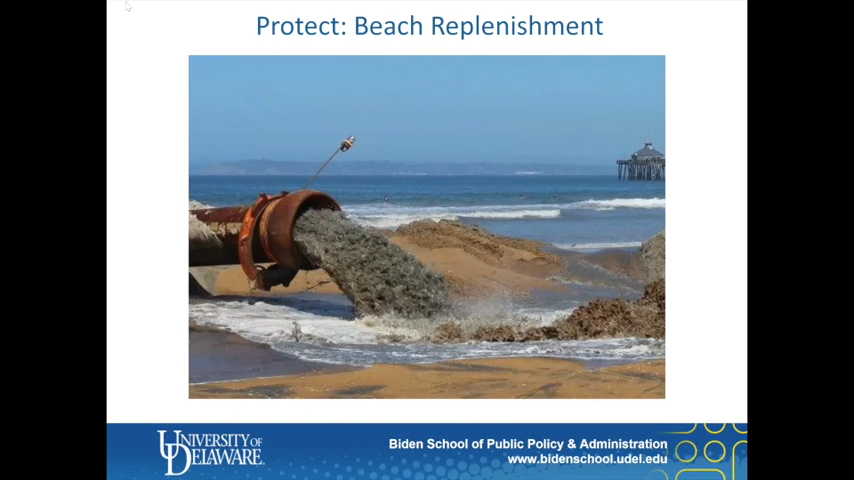 Protect: Beach Replenishment
UNIVERSITY OF
DELAWARE
Biden School of Public Policy & Administration
www.bidenschool.udel.edu